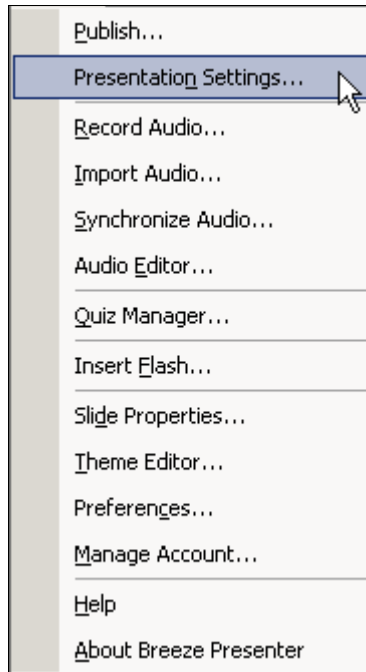 Publish...
Presentation Settings...
Record Audio...
Import Audio...
Synchronize Audio...
Audio Editor...
Quiz Manager...
Insert Flash...
Slide Properties...
Theme Editor...
Preferences...
Manage Account...
Help
About Breeze Presenter